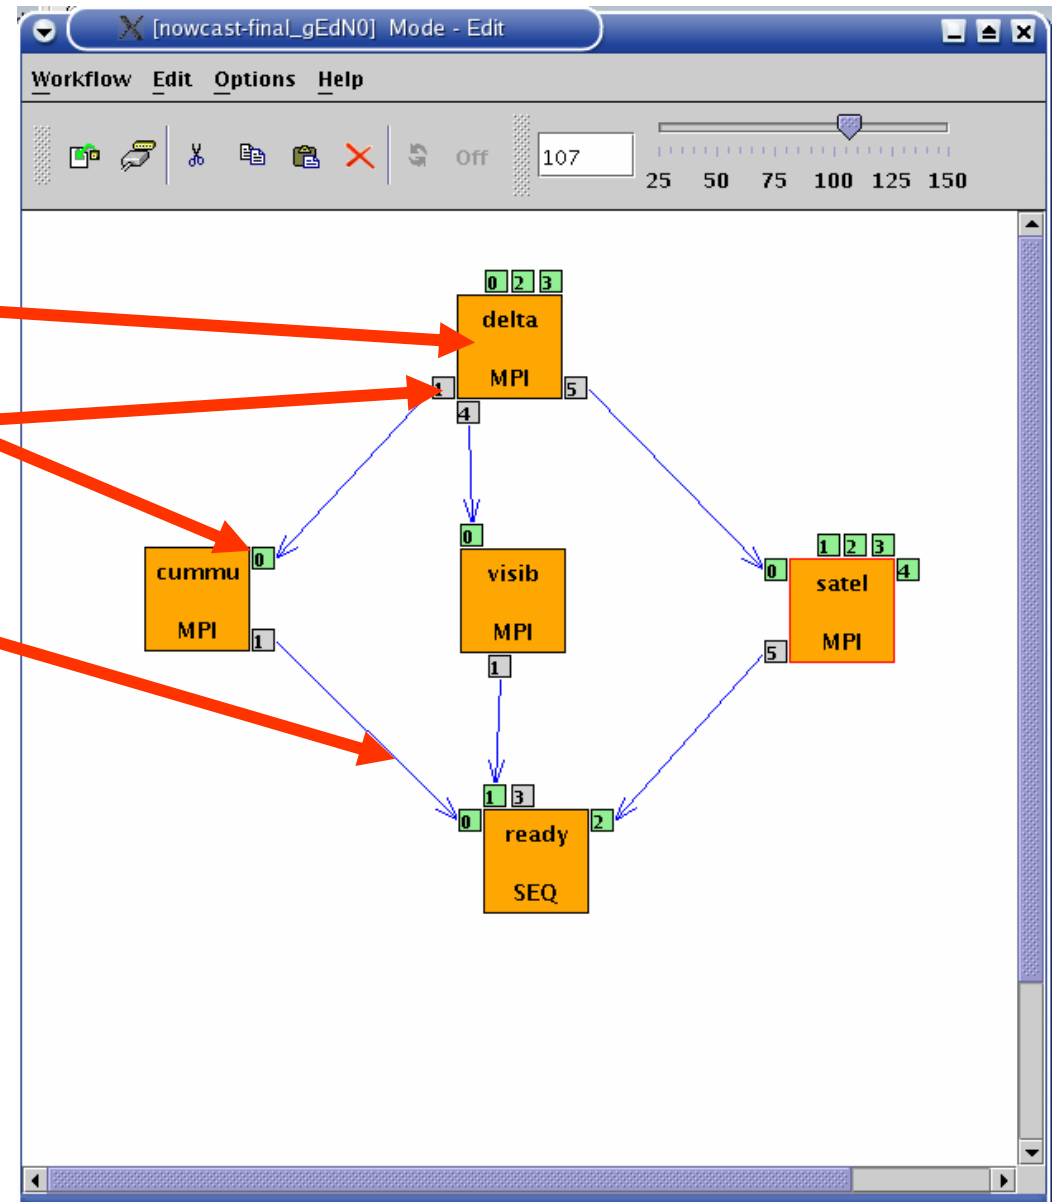 [nowcast-final_gEdN0] Mode - Edit
Workflow Edit Options Help
Off 107
25 50 75 100 125 150
0 2 3
delta
MPI
1 5
4
0
cummu
MPI
1
0
visib
MPI
1
1 2 3
0 4
satel
MPI
5
1 3
0 2
ready
SEQ